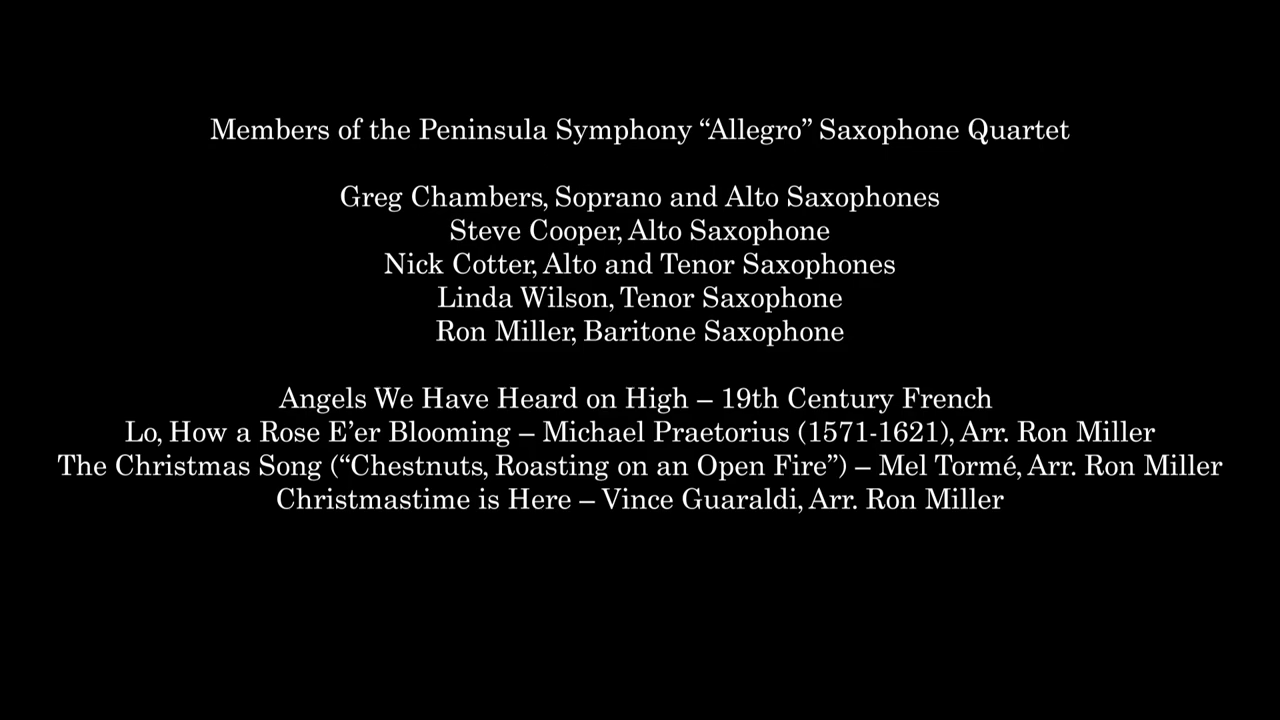 Members of the Peninsula Symphony “Allegro” Saxophone Quartet
Greg Chambers, Soprano and Alto Saxophones
Steve Cooper, Alto Saxophone
Nick Cotter, Alto and Tenor Saxophones
Linda Wilson, Tenor Saxophone
Ron Miller, Baritone Saxophone
Angels We Have Heard on High – 19th Century French
Lo, How a Rose E’er Blooming – Michael Praetorius (1571-1621), Arr. Ron Miller
The Christmas Song (“Chestnuts, Roasting on an Open Fire”) – Mel Tormé, Arr. Ron Miller
Christmastime is Here – Vince Guaraldi, Arr. Ron Miller